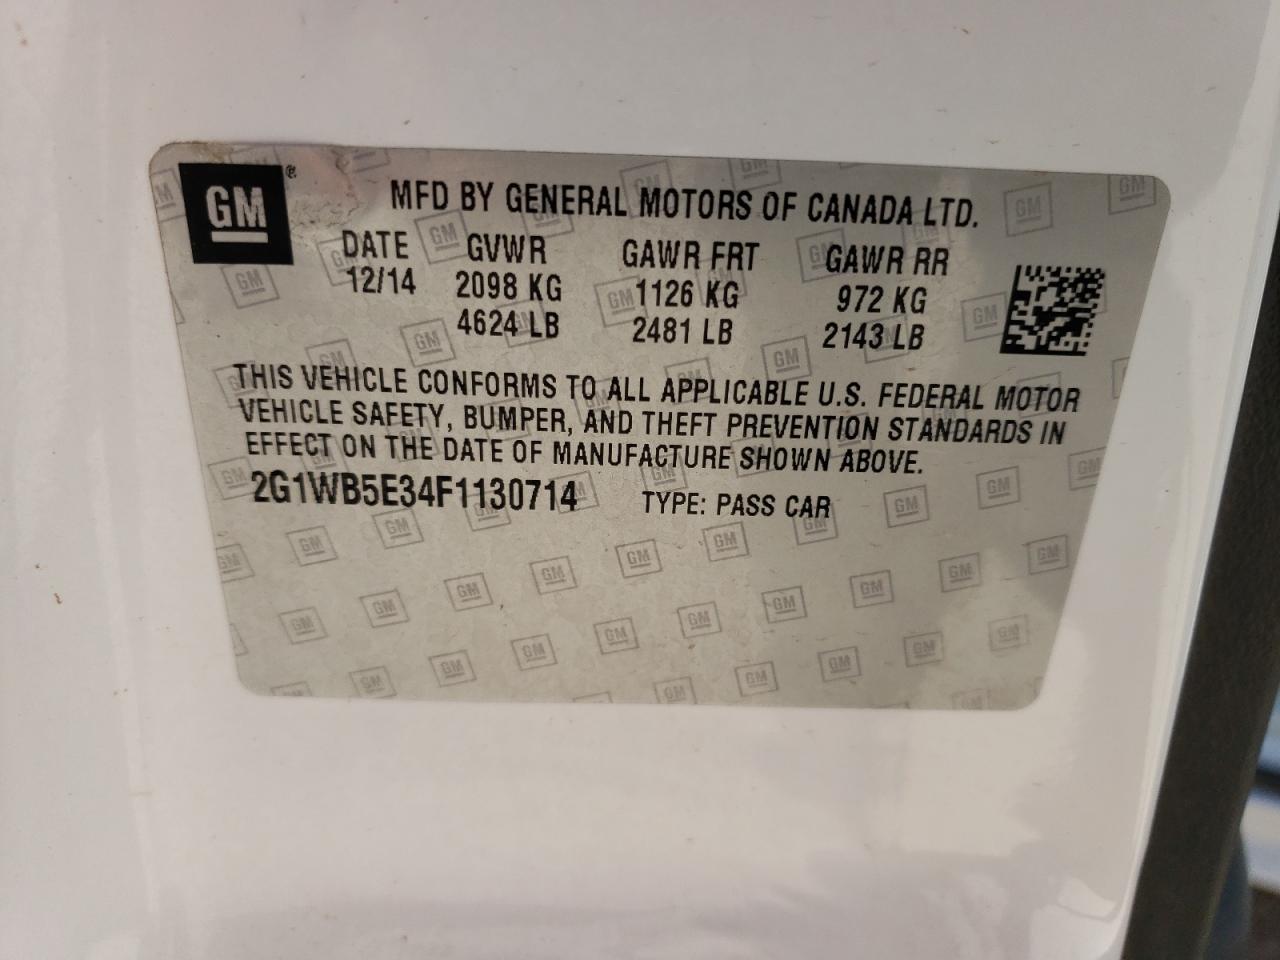 GM®
MFD BY GENERAL MOTORS OF CANADA LTD.
DATE GVWR GAWR FRT GAWR RR
12/14 2098 KG 1126 KG 972 KG
4624 LB 2481 LB 2143 LB
THIS VEHICLE CONFORMS TO ALL APPLICABLE U.S. FEDERAL MOTOR
VEHICLE SAFETY, BUMPER, AND THEFT PREVENTION STANDARDS IN
EFFECT ON THE DATE OF MANUFACTURE SHOWN ABOVE.
2G1WB5E34F1130714 TYPE: PASS CAR